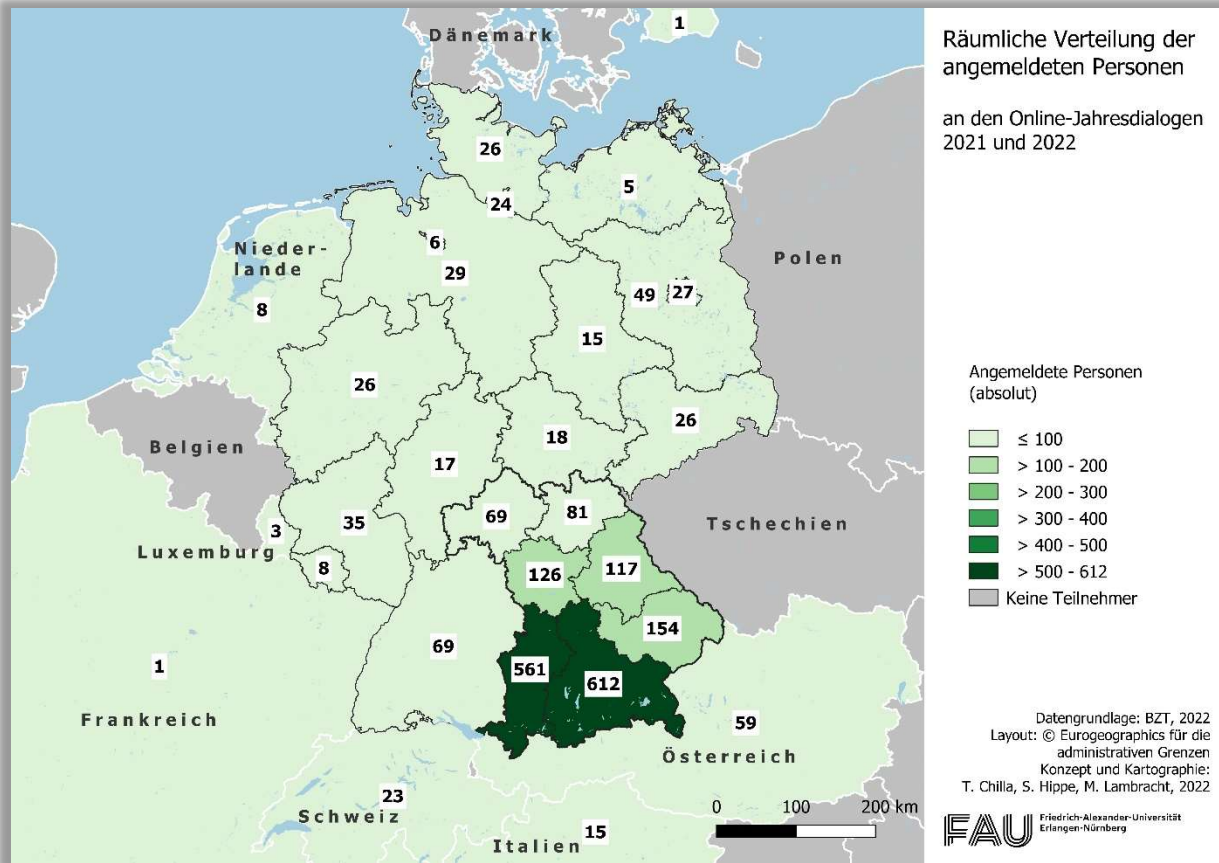 Räumliche Verteilung der
angemeldeten Personen
an den Online-Jahresdialogen
2021 und 2022
Dänemark
1
26
5
24
6
Nieder-
lande
29
Polen
49
27
8
15
26
26
Belgien
18
17
69
81
3
35
Tschechien
Luxemburg
8
126
117
154
69
561
612
1
Frankreich
59
Österreich
23
Schweiz
15
Italien
0 100 200 km
Angemeldete Personen
(absolut)
≤ 100
> 100 - 200
> 200 - 300
> 300 - 400
> 400 - 500
> 500 - 612
Keine Teilnehmer
Datengrundlage: BZT, 2022
Layout: © Eurogeographics für die
administrativen Grenzen
Konzept und Kartographie:
T. Chilla, S. Hippe, M. Lambracht, 2022
FAU Friedrich-Alexander-Universität
Erlangen-Nürnberg